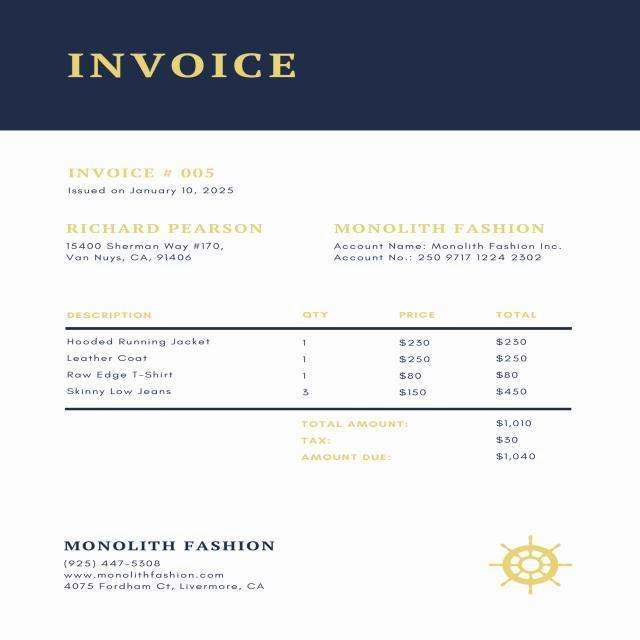 INVOICE
INVOICE # 005
Issued on January 10, 2025
RICHARD PEARSON
15400 Sherman Way #170,
Van Nuys, CA, 91406
MONOLITH FASHION
Account Name: Monolith Fashion Inc.
Account No.: 250 9717 1224 2302
DESCRIPTION QTY PRICE TOTAL
Hooded Running Jacket 1 $230 $230
Leather Coat 1 $250 $250
Raw Edge T-Shirt 1 $80 $80
Skinny Low Jeans 3 $150 $450
TOTAL AMOUNT: $1,010
TAX: $30
AMOUNT DUE: $1,040
MONOLITH FASHION
(925) 447-5308
www.monolithfashion.com
4075 Fordham Ct, Livermore, CA